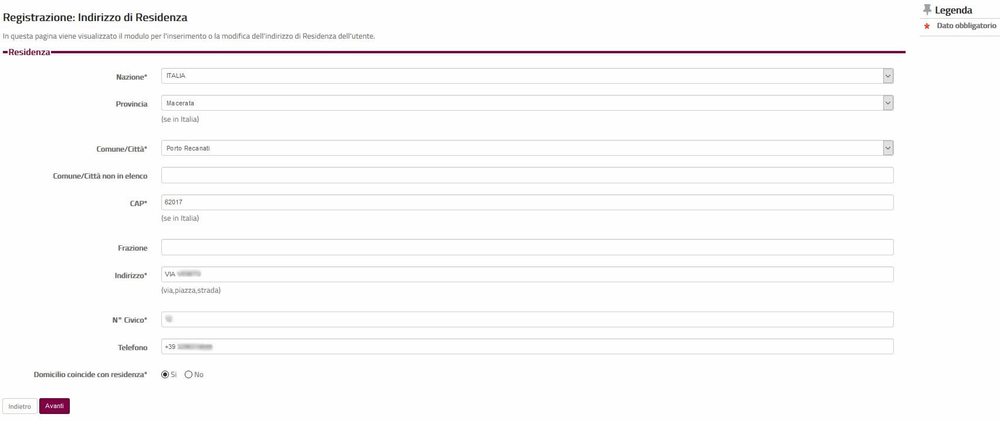 Registrazione: Indirizzo di Residenza
Legenda
* Dato obbligatorio
In questa pagina viene visualizzato il modulo per l'inserimento o la modifica dell'indirizzo di Residenza dell'utente.
Residenza
Nazione* ITALIA
Provincia Macerata
(se in Italia)
Comune/Città* Porto Recanati
Comune/Città non in elenco
CAP* 62017
(se in Italia)
Frazione
Indirizzo* VIA
(via,piazza,strada)
N° Civico*
Telefono +39
Domicilio coincide con residenza* Si No
Indietro Avanti